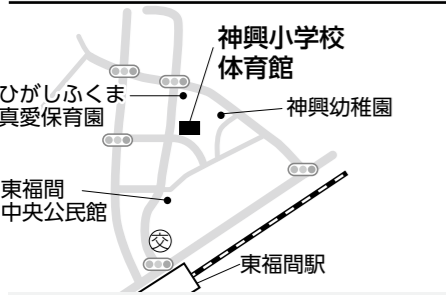 神興小学校
体育館
ひがしふくま
真愛保育園
神興幼稚園
東福間
中央公民館
交
東福間駅